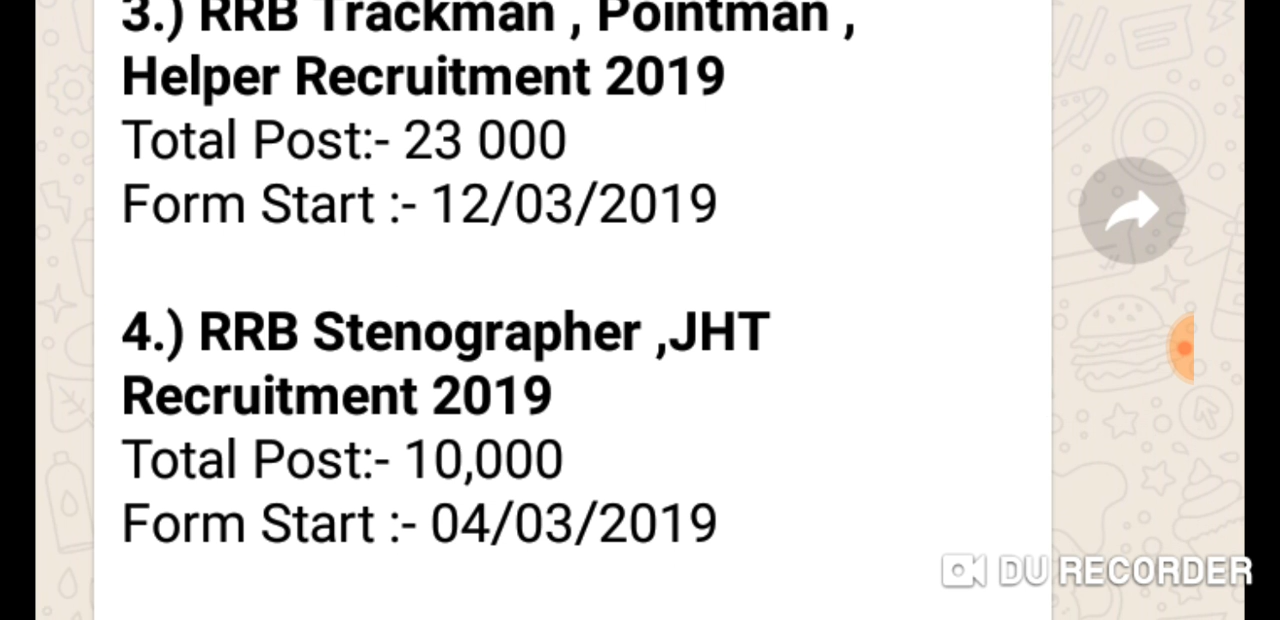 3.) RRB Trackman , Pointman ,
Helper Recruitment 2019
Total Post:- 23 000
Form Start :- 12/03/2019
4.) RRB Stenographer ,JHT
Recruitment 2019
Total Post:- 10,000
Form Start :- 04/03/2019
DU RECORDER